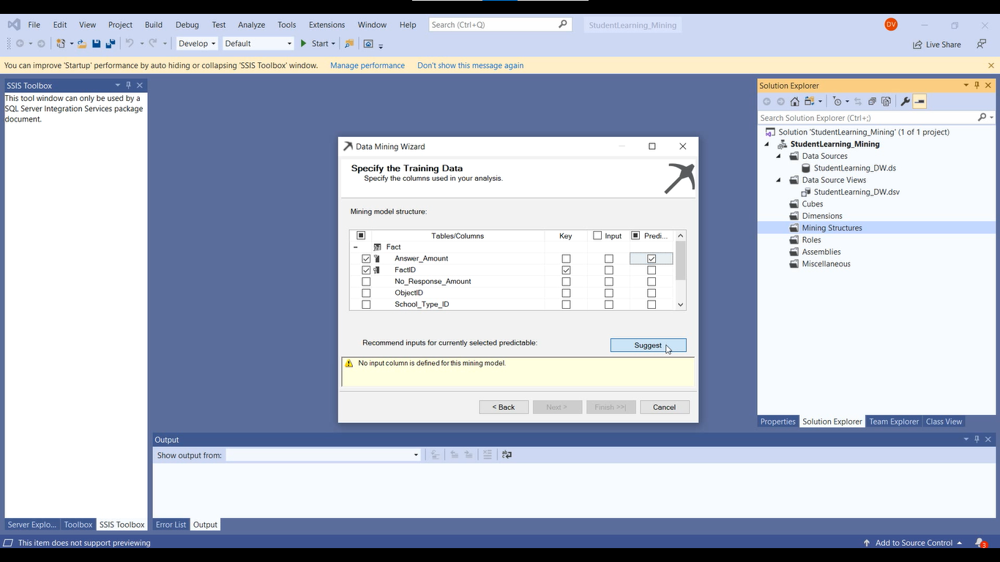 File Edit View Project Build Debug Test Analyze Tools Extensions Window Help Search (Ctrl+Q) StudentLearning_Mining DV
Develop Default Start Live Share
You can improve 'Startup' performance by auto hiding or collapsing 'SSIS Toolbox' window. Manage performance Don't show this message again
SSIS Toolbox
This tool window can only be used by a
SQL Server Integration Services package
document.
Data Mining Wizard
Specify the Training Data
Specify the columns used in your analysis.
Mining model structure:
Tables/Columns Key Input Predi...
Fact
Answer_Amount
FactID
No_Response_Amount
ObjectID
School_Type_ID
Recommend inputs for currently selected predictable: Suggest
No input column is defined for this mining model.
< Back Next > Finish >>| Cancel
Solution Explorer
Search Solution Explorer (Ctrl+;)
Solution 'StudentLearning_Mining' (1 of 1 project)
StudentLearning_Mining
Data Sources
StudentLearning_DW.ds
Data Source Views
StudentLearning_DW.dsv
Cubes
Dimensions
Mining Structures
Roles
Assemblies
Miscellaneous
Properties Solution Explorer Team Explorer Class View
Output
Show output from:
Server Explo... Toolbox SSIS Toolbox Error List Output
This item does not support previewing Add to Source Control 3